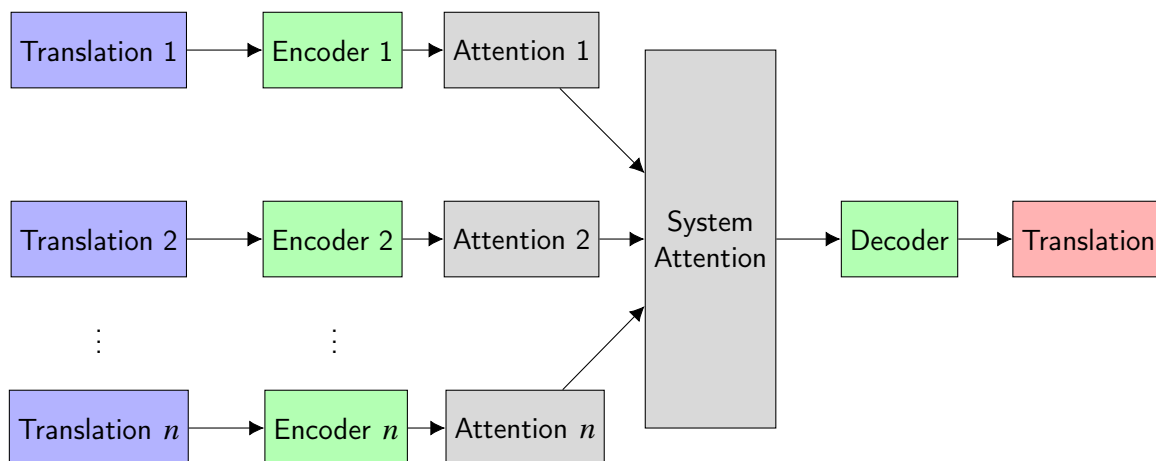 Translation 1
Encoder 1
Attention 1
Translation 2
Encoder 2
Attention 2
System
Attention
Decoder
Translation
⋮
⋮
Translation n
Encoder n
Attention n